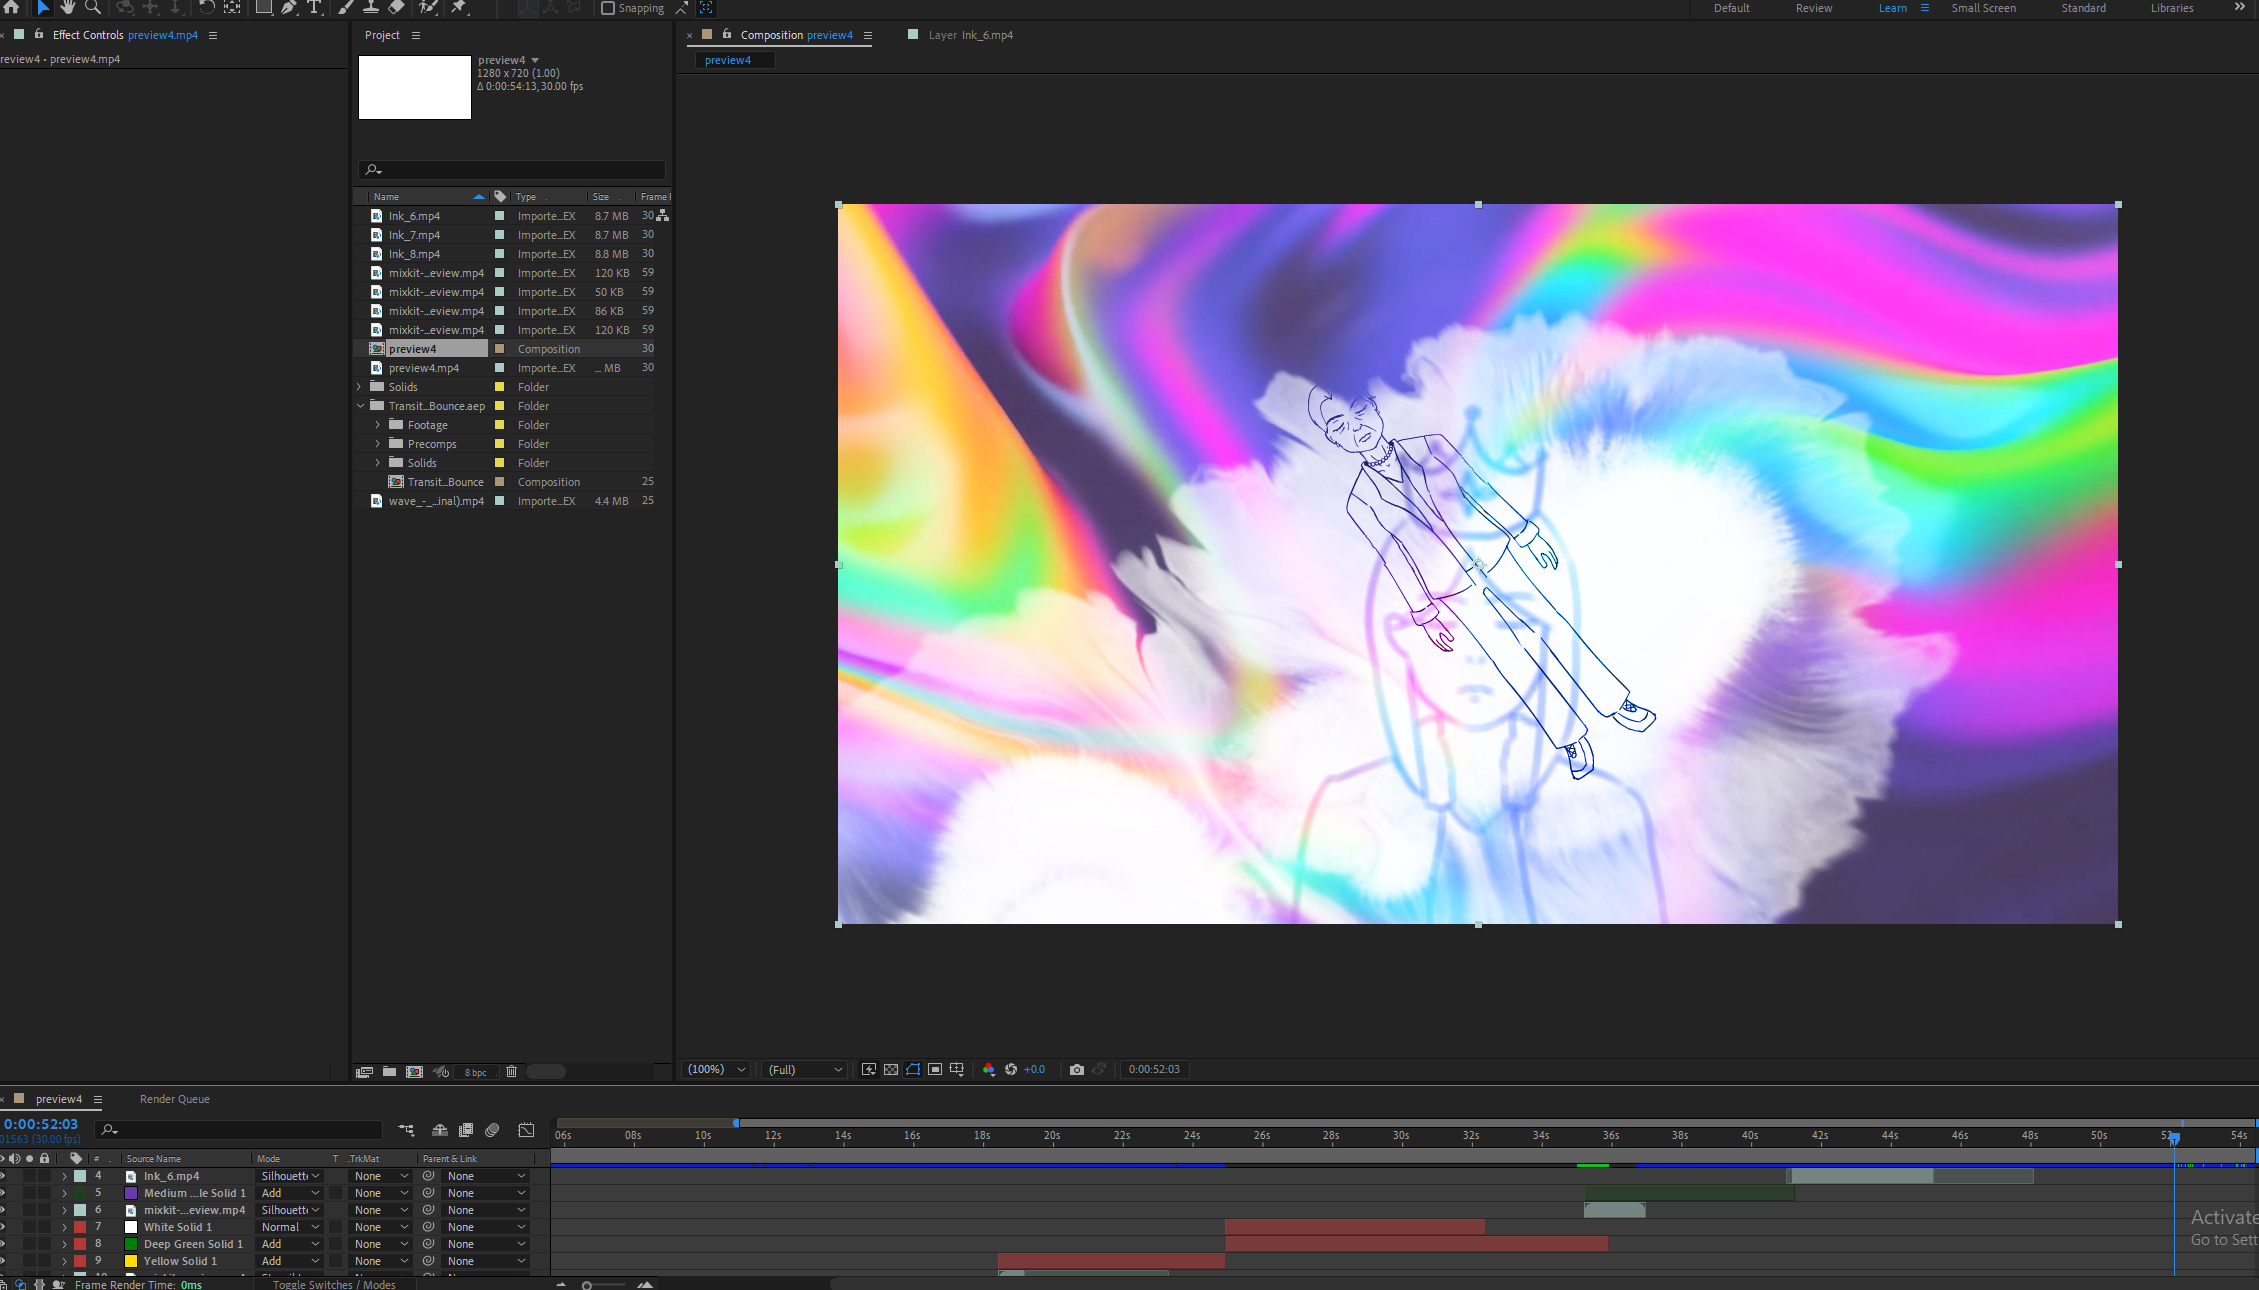 Snapping
Default
Review
Learn
Small Screen
Standard
Libraries
Effect Controls preview4.mp4
review4 • preview4.mp4
Project
preview4
1280 x 720 (1.00)
Δ 0:00:54:13, 30.00 fps
Composition preview4
Layer Ink_6.mp4
preview4
Name Type Size Frame
Ink_6.mp4 Importe...EX 8.7 MB 30
Ink_7.mp4 Importe...EX 8.7 MB 30
Ink_8.mp4 Importe...EX 8.8 MB 30
mixkit-...eview.mp4 Importe...EX 120 KB 59
mixkit-...eview.mp4 Importe...EX 50 KB 59
mixkit-...eview.mp4 Importe...EX 86 KB 59
mixkit-...eview.mp4 Importe...EX 120 KB 59
preview4 Composition 30
preview4.mp4 Importe...EX ... MB 30
Solids Folder
Transit...Bounce.aep Folder
Footage Folder
Precomps Folder
Solids Folder
Transit...Bounce Composition 25
wave_-_...inal).mp4 Importe...EX 4.4 MB 25
8 bpc
(100%) (Full) +0.0 0:00:52:03
preview4
Render Queue
0:00:52:03
01563 (30.00 fps)
06s 08s 10s 12s 14s 16s 18s 20s 22s 24s 26s 28s 30s 32s 34s 36s 38s 40s 42s 44s 46s 48s 50s 52s 54s
# Source Name Mode T .TrkMat Parent & Link
4 Ink_6.mp4 Silhouett None None
5 Medium ...le Solid 1 Add None None
6 mixkit-...eview.mp4 Silhouett None None
7 White Solid 1 Normal None None
8 Deep Green Solid 1 Add None None
9 Yellow Solid 1 Add None None
Activate
Go to Sett
Frame Render Time: 0ms
Toggle Switches / Modes